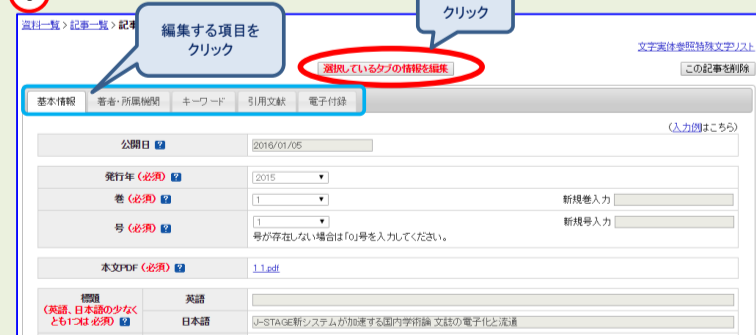 資料一覧 > 記事一覧 > 記事
編集する項目を
クリック
クリック
文字実体参照特殊文字リスト
選択しているタブの情報を編集
この記事を削除
基本情報 著者・所属機関 キーワード 引用文献 電子付録
(入力例はこちら)
公開日 ? 2016/01/05
発行年 (必須) ? 2015
巻 (必須) ? 1 新規巻入力
号 (必須) ? 1 新規号入力
号が存在しない場合は「0」号を入力してください。
本文PDF (必須) ? 1_1.pdf
標題
(英語、日本語の少なく
とも1つは必須) ?
英語
日本語 J-STAGE新システムが加速する国内学術論文誌の電子化と流通